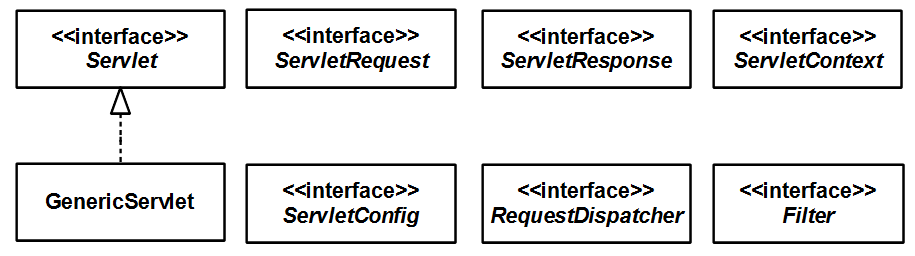 <<interface>>
Servlet
<<interface>>
ServletRequest
<<interface>>
ServletResponse
<<interface>>
ServletContext
GenericServlet
<<interface>>
ServletConfig
<<interface>>
RequestDispatcher
<<interface>>
Filter